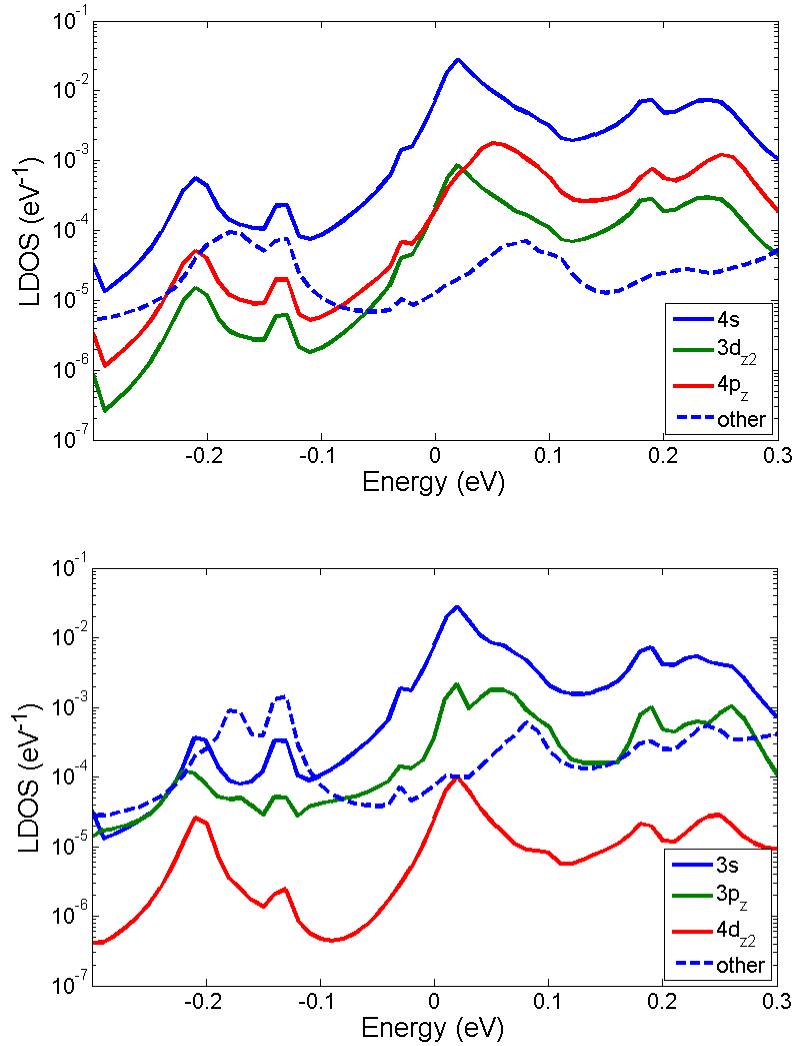 10^-1
10^-2
10^-3
10^-4
10^-5
10^-6
10^-7
LDOS (eV^-1)
4s
3d_z2
4p_z
other
-0.2 -0.1 0 0.1 0.2 0.3
Energy (eV)
10^-1
10^-2
10^-3
10^-4
10^-5
10^-6
10^-7
LDOS (eV^-1)
3s
3p_z
4d_z2
other
-0.2 -0.1 0 0.1 0.2 0.3
Energy (eV)